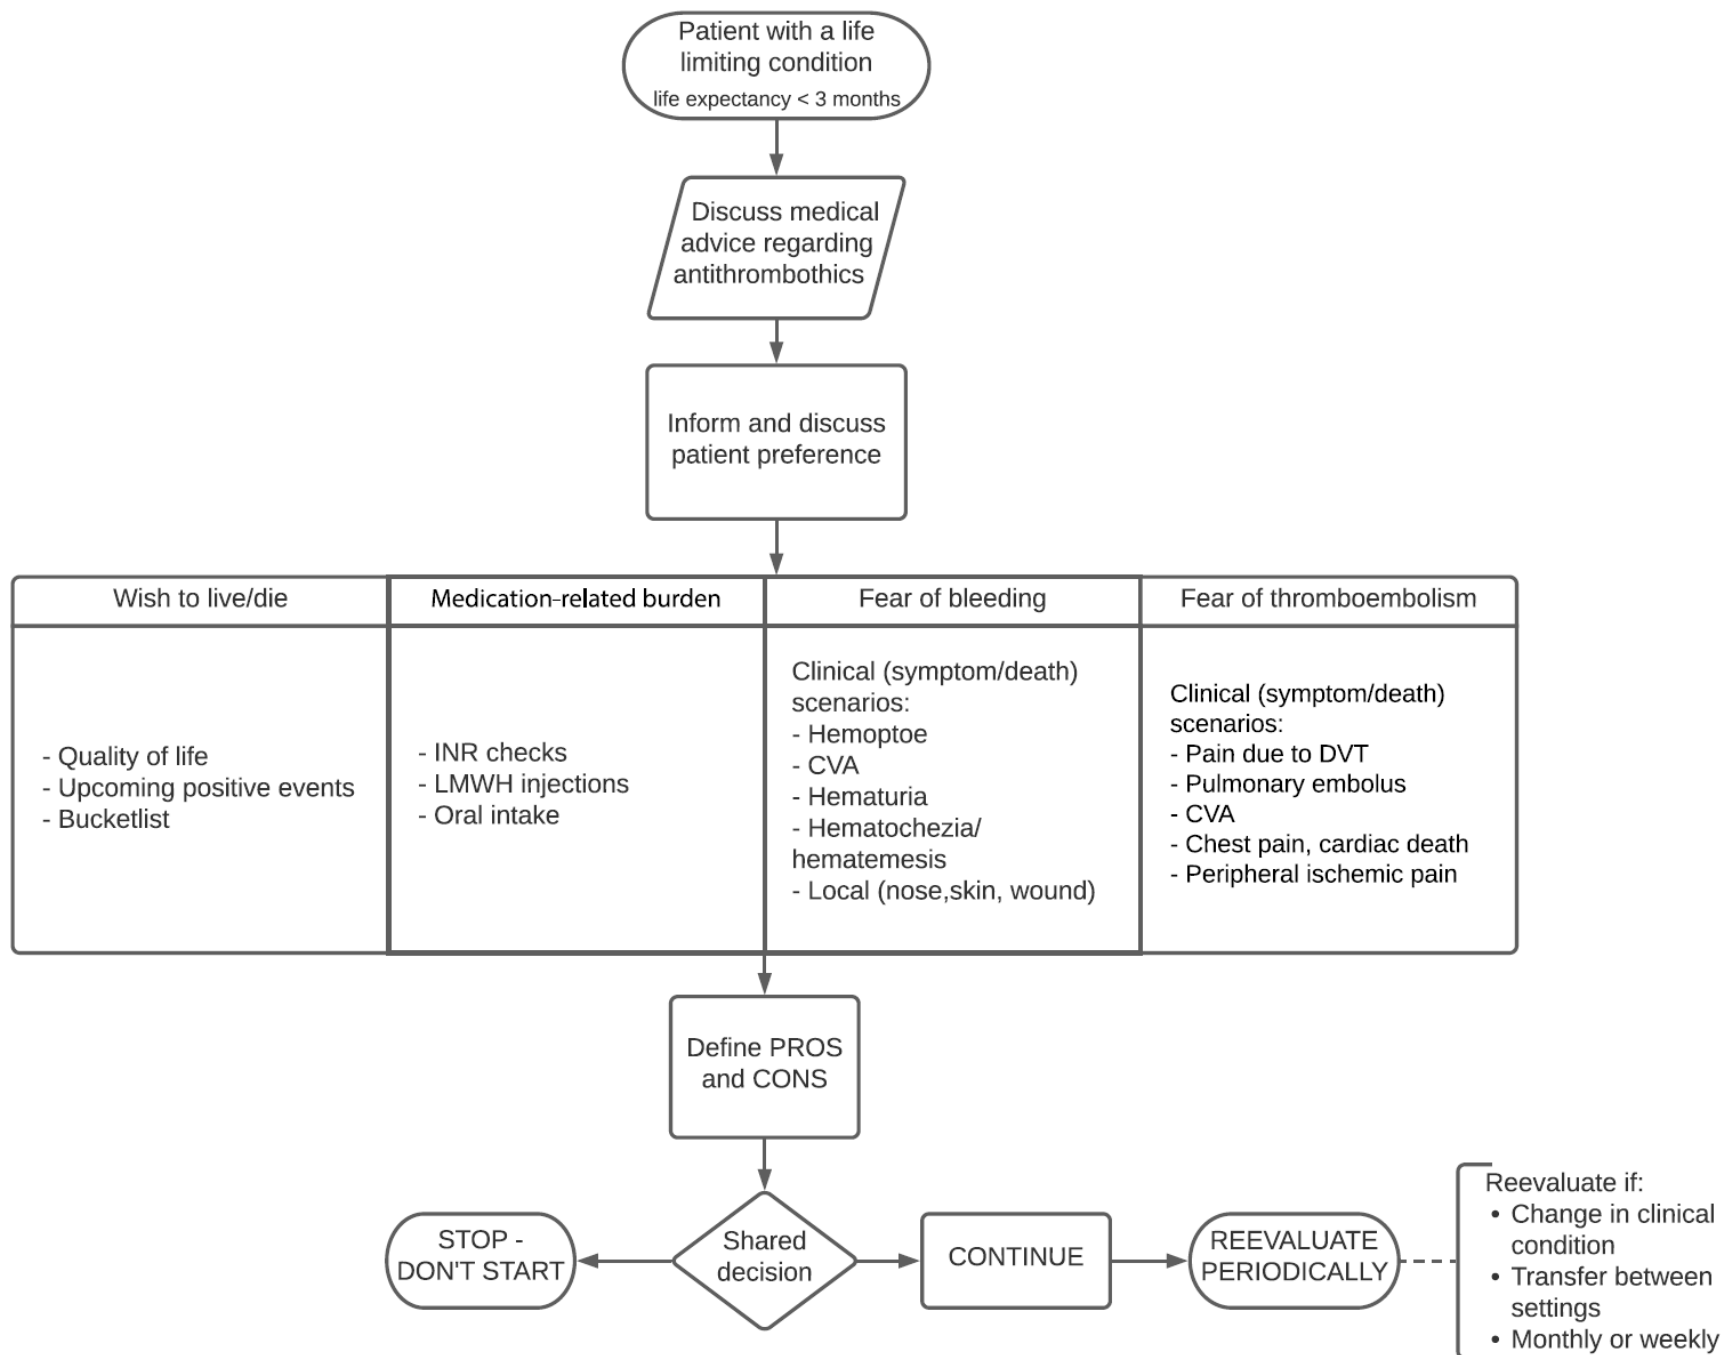 Patient with a life
limiting condition
life expectancy < 3 months
Discuss medical
advice regarding
antithrombothics
Inform and discuss
patient preference
Wish to live/die
- Quality of life
- Upcoming positive events
- Bucketlist
Medication-related burden
- INR checks
- LMWH injections
- Oral intake
Fear of bleeding
Clinical (symptom/death)
scenarios:
- Hemoptoe
- CVA
- Hematuria
- Hematochezia/
hematemesis
- Local (nose,skin, wound)
Fear of thromboembolism
Clinical (symptom/death)
scenarios:
- Pain due to DVT
- Pulmonary embolus
- CVA
- Chest pain, cardiac death
- Peripheral ischemic pain
Define PROS
and CONS
Shared
decision
STOP -
DON'T START
CONTINUE
REEVALUATE
PERIODICALLY
Reevaluate if:
• Change in clinical
condition
• Transfer between
settings
• Monthly or weekly